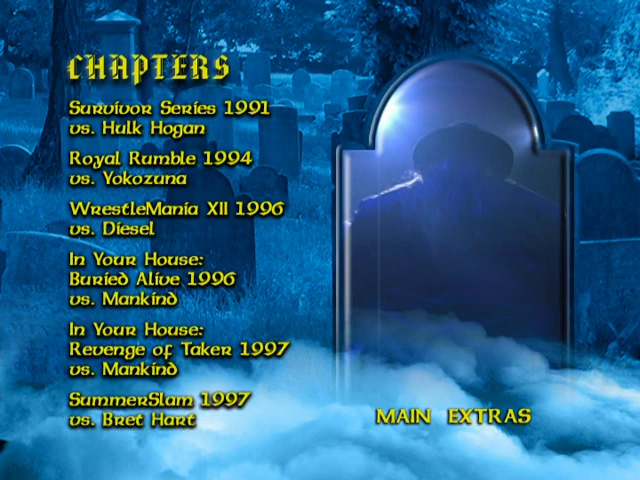 CHAPTERS
Survivor Series 1991
vs. Hulk Hogan
Royal Rumble 1994
vs. Yokozuna
WrestleMania XII 1996
vs. Diesel
In Your House:
Buried Alive 1996
vs. Mankind
In Your House:
Revenge of Taker 1997
vs. Mankind
SummerSlam 1997
vs. Bret Hart
MAIN EXTRAS